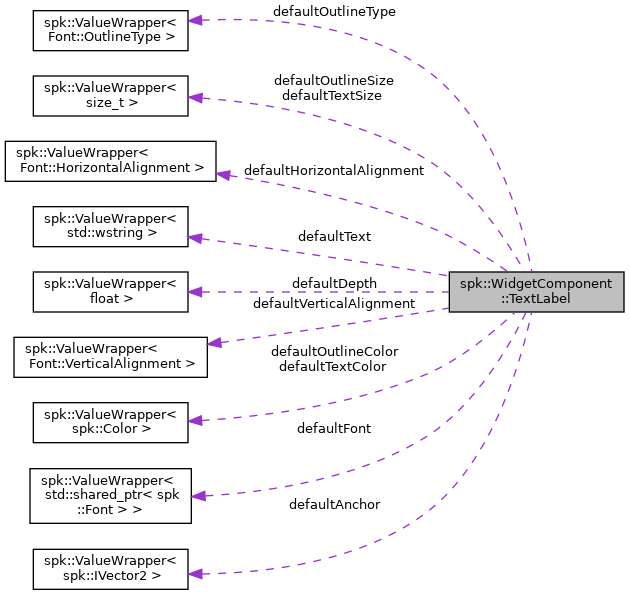 defaultOutlineType
spk::ValueWrapper<
Font::OutlineType >
spk::ValueWrapper<
size_t >
defaultOutlineSize
defaultTextSize
spk::ValueWrapper<
Font::HorizontalAlignment >
defaultHorizontalAlignment
spk::ValueWrapper<
std::wstring >
defaultText
spk::ValueWrapper<
float >
defaultDepth
spk::WidgetComponent
::TextLabel
defaultVerticalAlignment
spk::ValueWrapper<
Font::VerticalAlignment >
defaultOutlineColor
defaultTextColor
spk::ValueWrapper<
spk::Color >
defaultFont
spk::ValueWrapper<
std::shared_ptr< spk
::Font > >
defaultAnchor
spk::ValueWrapper<
spk::IVector2 >